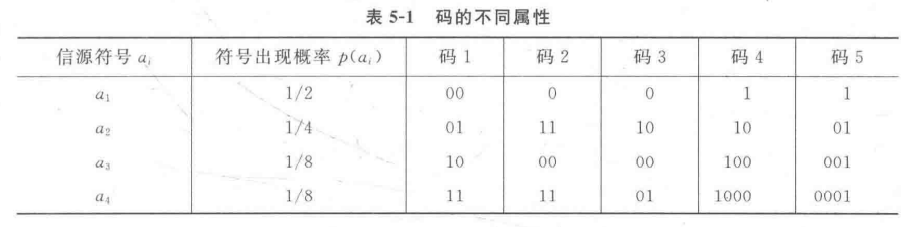 表 5-1 码的不同属性
信源符号 aᵢ 符号出现概率 p(aᵢ) 码 1 码 2 码 3 码 4 码 5
a₁ 1/2 00 0 0 1 1
a₂ 1/4 01 11 10 10 01
a₃ 1/8 10 00 00 100 001
a₄ 1/8 11 11 01 1000 0001